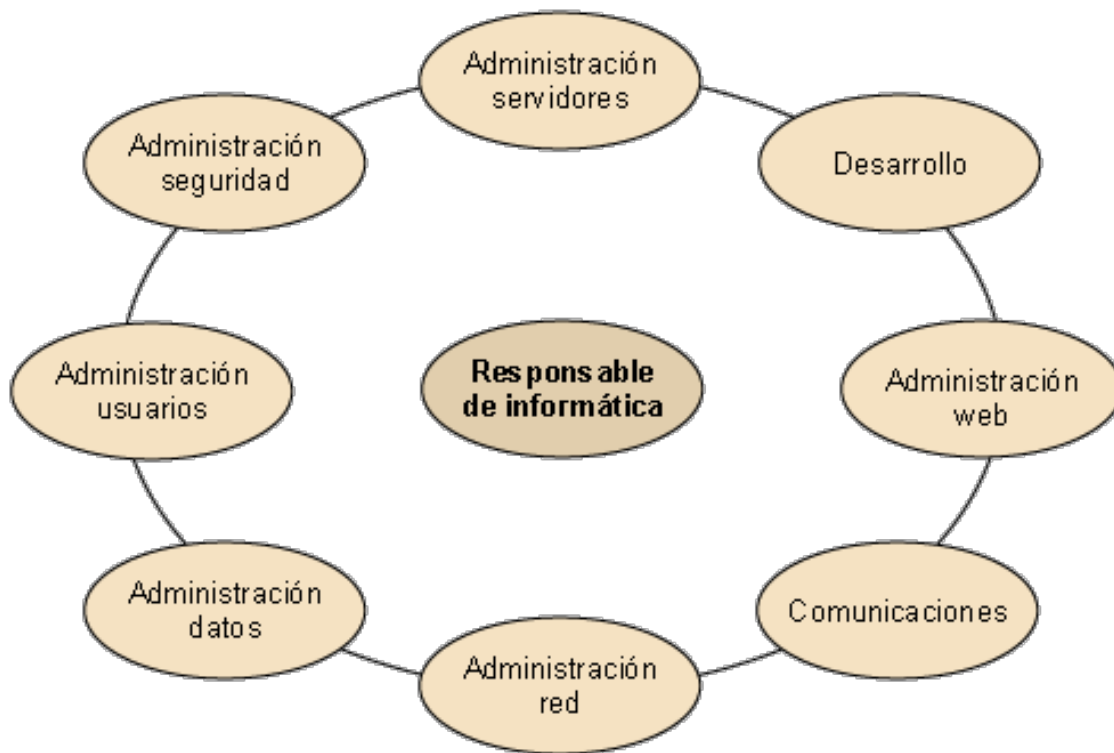 Administración
servidores
Desarrollo
Administración
web
Comunicaciones
Administración
red
Administración
datos
Administración
usuarios
Administración
seguridad
Responsable
de informática